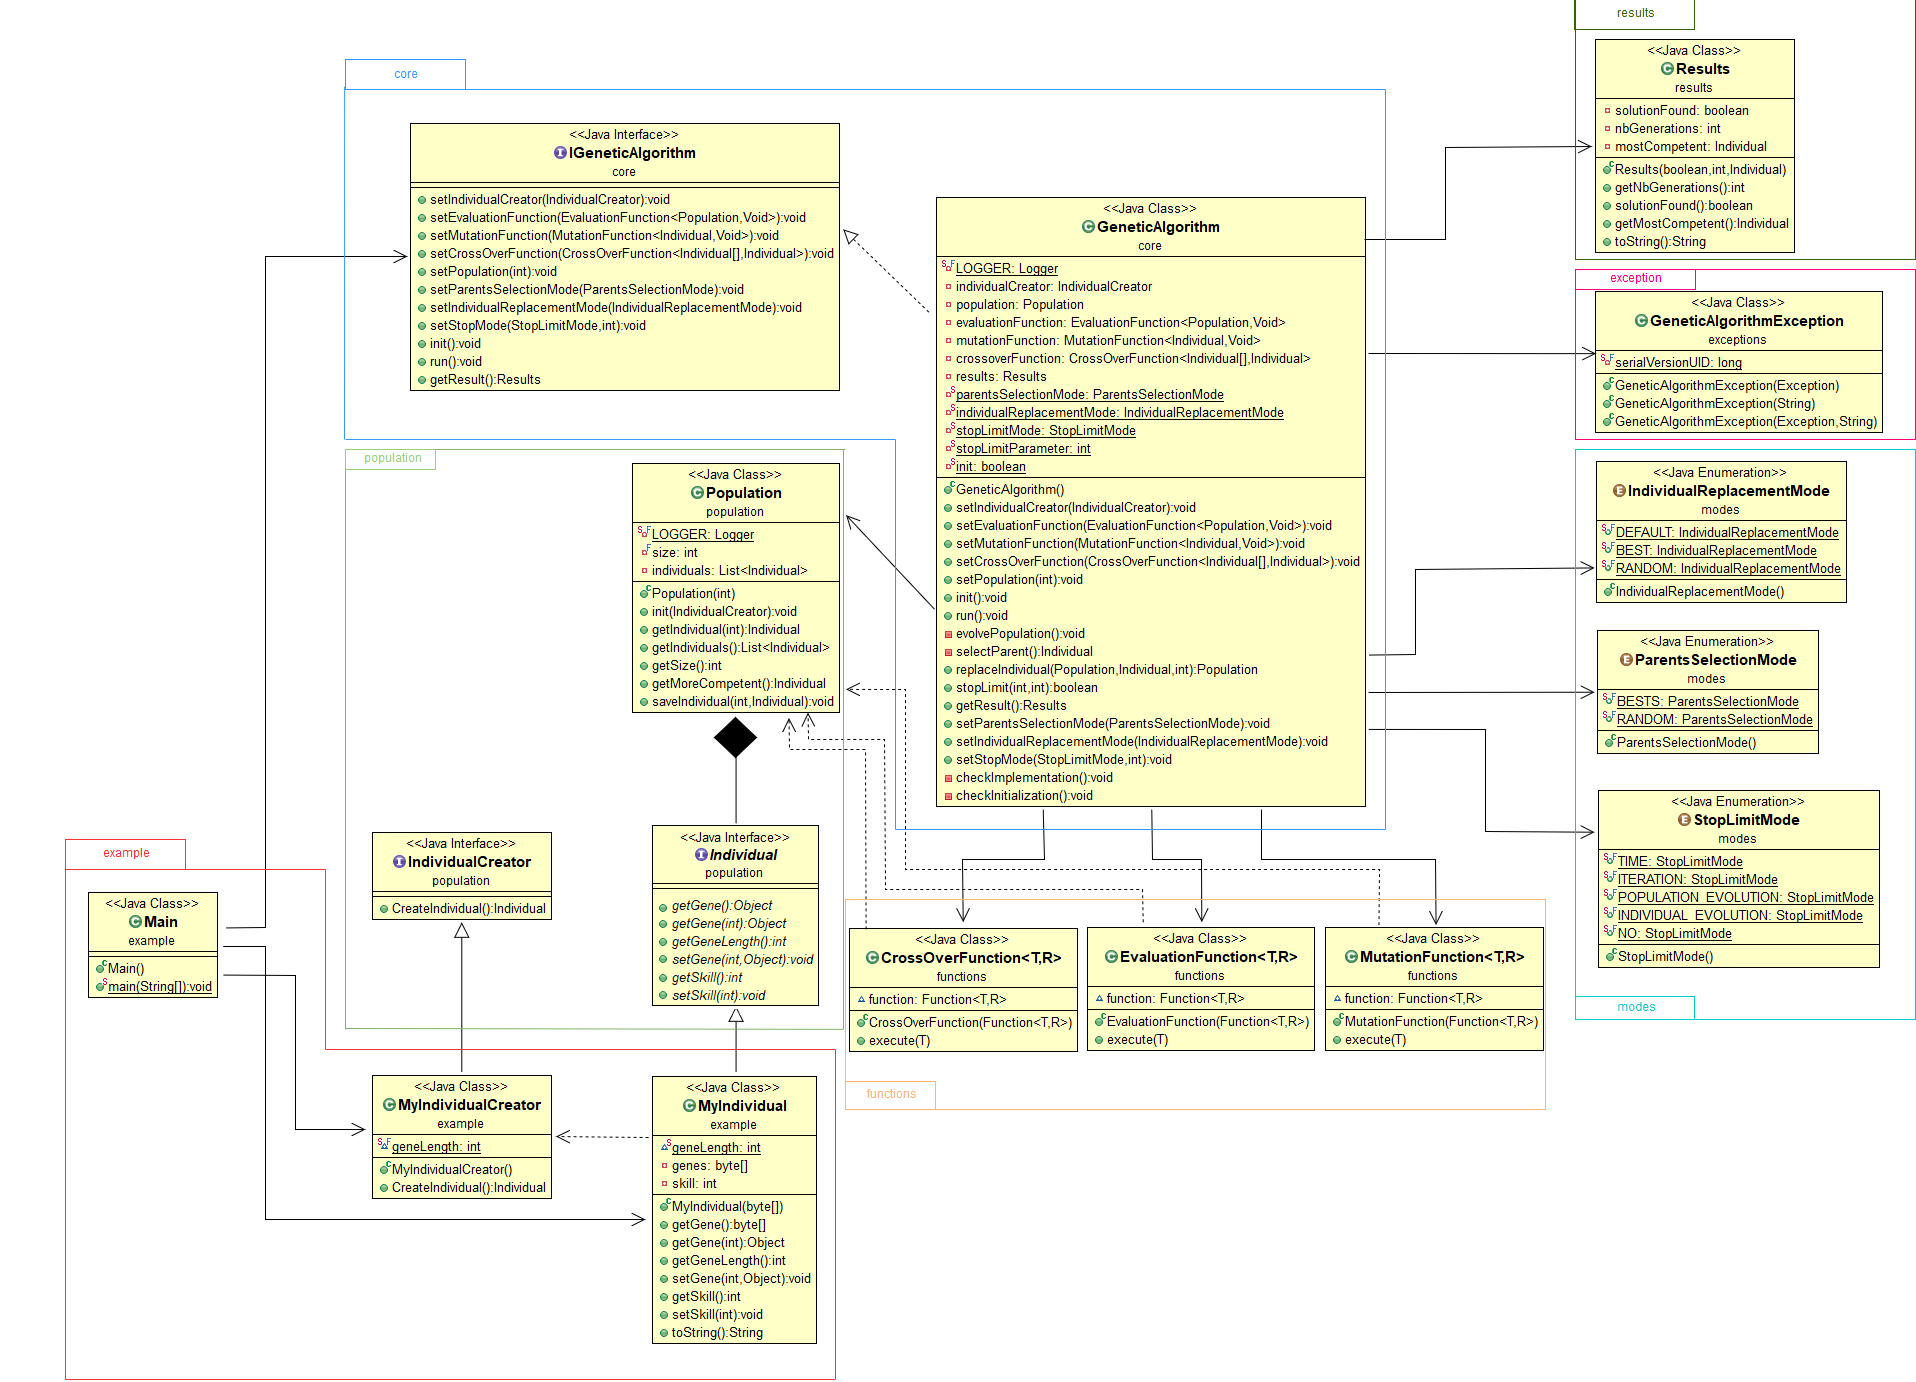 results
<<Java Class>>
Results
results
solutionFound: boolean
nbGenerations: int
mostCompetent: Individual
Results(boolean,int,Individual)
getNbGenerations():int
solutionFound():boolean
getMostCompetent():Individual
toString():String
core
<<Java Interface>>
IGeneticAlgorithm
core
setIndividualCreator(IndividualCreator):void
setEvaluationFunction(EvaluationFunction<Population,Void>):void
setMutationFunction(MutationFunction<Individual,Void>):void
setCrossOverFunction(CrossOverFunction<Individual[],Individual>):void
setPopulation(int):void
setParentsSelectionMode(ParentsSelectionMode):void
setIndividualReplacementMode(IndividualReplacementMode):void
setStopMode(StopLimitMode,int):void
init():void
run():void
getResult():Results
<<Java Class>>
GeneticAlgorithm
core
LOGGER: Logger
individualCreator: IndividualCreator
population: Population
evaluationFunction: EvaluationFunction<Population,Void>
mutationFunction: MutationFunction<Individual,Void>
crossoverFunction: CrossOverFunction<Individual[],Individual>
results: Results
parentsSelectionMode: ParentsSelectionMode
individualReplacementMode: IndividualReplacementMode
stopLimitMode: StopLimitMode
stopLimitParameter: int
init: boolean
GeneticAlgorithm()
setIndividualCreator(IndividualCreator):void
setEvaluationFunction(EvaluationFunction<Population,Void>):void
setMutationFunction(MutationFunction<Individual,Void>):void
setCrossOverFunction(CrossOverFunction<Individual[],Individual>):void
setPopulation(int):void
init():void
run():void
evolvePopulation():void
selectParent():Individual
replaceIndividual(Population,Individual,int):Population
stopLimit(int,int):boolean
getResult():Results
setParentsSelectionMode(ParentsSelectionMode):void
setIndividualReplacementMode(IndividualReplacementMode):void
setStopMode(StopLimitMode,int):void
checkImplementation():void
checkInitialization():void
exception
<<Java Class>>
GeneticAlgorithmException
exceptions
serialVersionUID: long
GeneticAlgorithmException(Exception)
GeneticAlgorithmException(String)
GeneticAlgorithmException(Exception,String)
population
<<Java Class>>
Population
population
LOGGER: Logger
size: int
individuals: List<Individual>
Population(int)
init(IndividualCreator):void
getIndividual(int):Individual
getIndividuals():List<Individual>
getSize():int
getMoreCompetent():Individual
saveIndividual(int,Individual):void
<<Java Enumeration>>
IndividualReplacementMode
modes
DEFAULT: IndividualReplacementMode
BEST: IndividualReplacementMode
RANDOM: IndividualReplacementMode
IndividualReplacementMode()
<<Java Enumeration>>
ParentsSelectionMode
modes
BESTS: ParentsSelectionMode
RANDOM: ParentsSelectionMode
ParentsSelectionMode()
<<Java Enumeration>>
StopLimitMode
modes
TIME: StopLimitMode
ITERATION: StopLimitMode
POPULATION_EVOLUTION: StopLimitMode
INDIVIDUAL_EVOLUTION: StopLimitMode
NO: StopLimitMode
StopLimitMode()
modes
<<Java Interface>>
IndividualCreator
population
CreateIndividual():Individual
<<Java Interface>>
Individual
population
getGene():Object
getGene(int):Object
getGeneLength():int
setGene(int,Object):void
getSkill():int
setSkill(int):void
example
<<Java Class>>
Main
example
Main()
main(String[]):void
<<Java Class>>
CrossOverFunction<T,R>
functions
function: Function<T,R>
CrossOverFunction(Function<T,R>)
execute(T)
<<Java Class>>
EvaluationFunction<T,R>
functions
function: Function<T,R>
EvaluationFunction(Function<T,R>)
execute(T)
<<Java Class>>
MutationFunction<T,R>
functions
function: Function<T,R>
MutationFunction(Function<T,R>)
execute(T)
functions
<<Java Class>>
MyIndividualCreator
example
geneLength: int
MyIndividualCreator()
CreateIndividual():Individual
<<Java Class>>
MyIndividual
example
geneLength: int
genes: byte[]
skill: int
MyIndividual(byte[])
getGene():byte[]
getGene(int):Object
getGeneLength():int
setGene(int,Object):void
getSkill():int
setSkill(int):void
toString():String